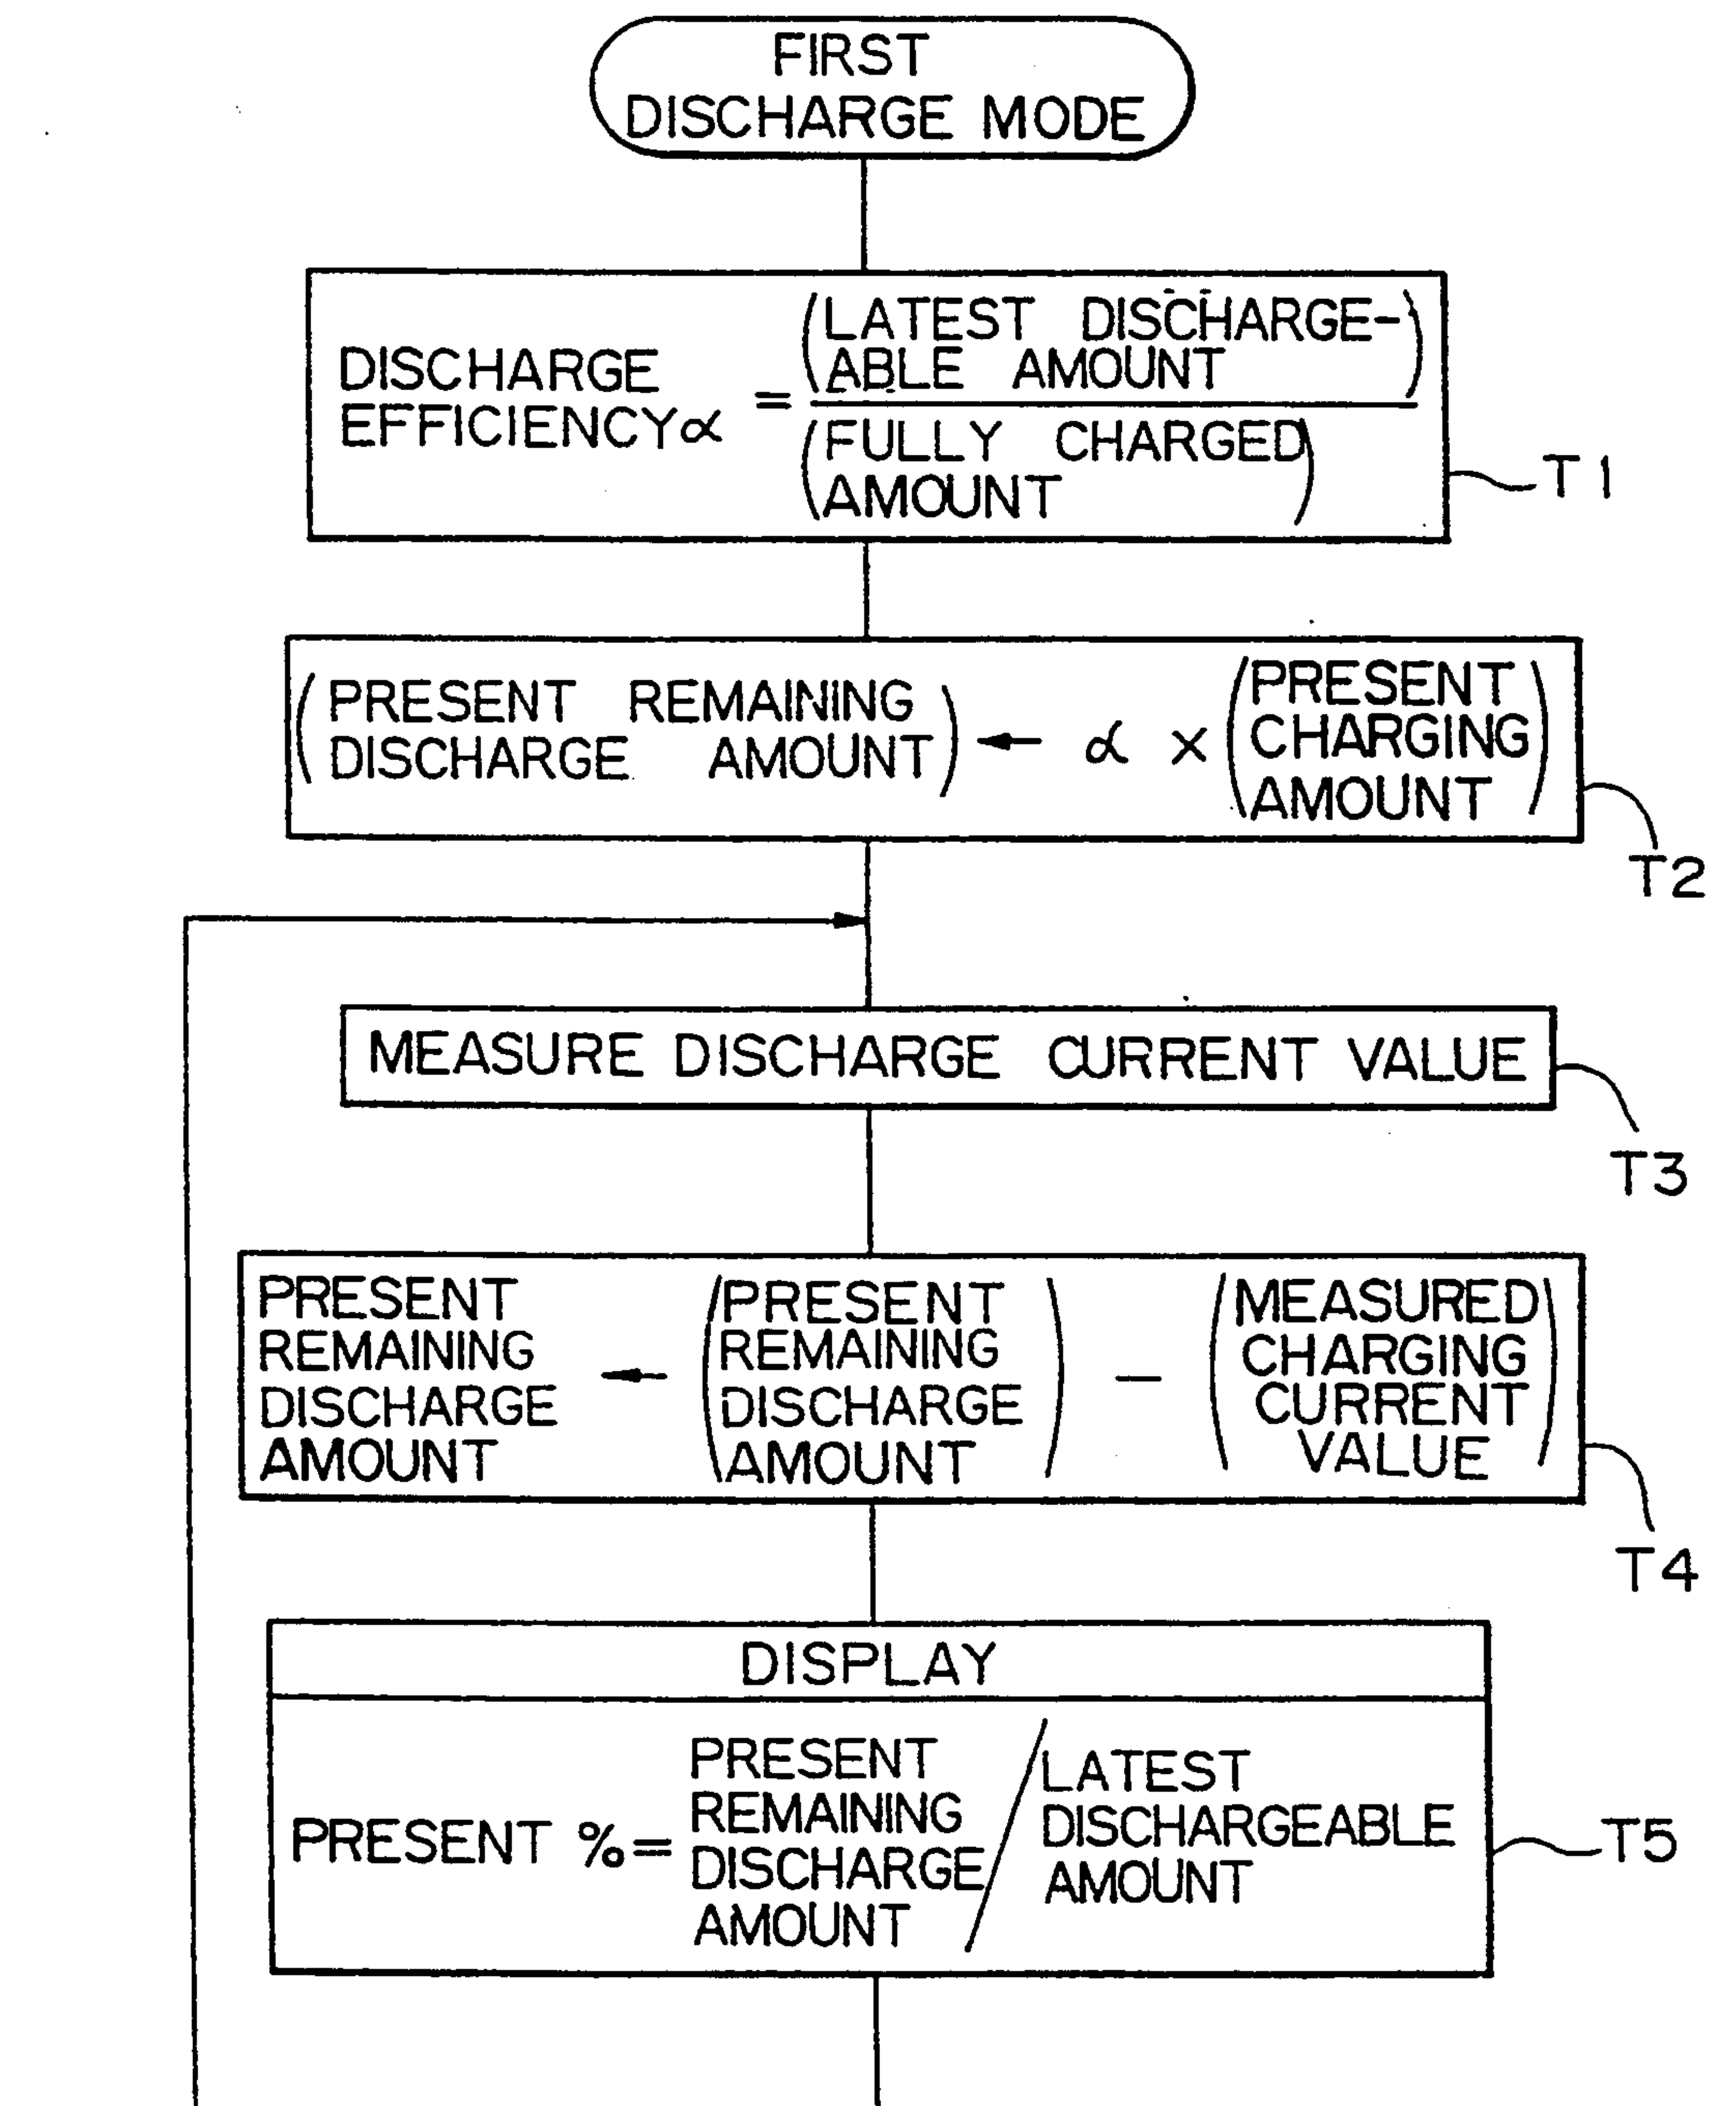 FIRST
DISCHARGE MODE
DISCHARGE
EFFICIENCY α
=
(LATEST DISCHARGE-
ABLE AMOUNT)
(FULLY CHARGED
AMOUNT)
T1
(PRESENT REMAINING
DISCHARGE AMOUNT)
← α ×
(PRESENT
CHARGING
AMOUNT)
T2
MEASURE DISCHARGE CURRENT VALUE
T3
PRESENT
REMAINING
DISCHARGE
AMOUNT
←
(PRESENT
REMAINING
DISCHARGE
AMOUNT)
−
(MEASURED
CHARGING
CURRENT
VALUE)
T4
DISPLAY
PRESENT % =
PRESENT
REMAINING
DISCHARGE
AMOUNT
/
LATEST
DISCHARGEABLE
AMOUNT
T5